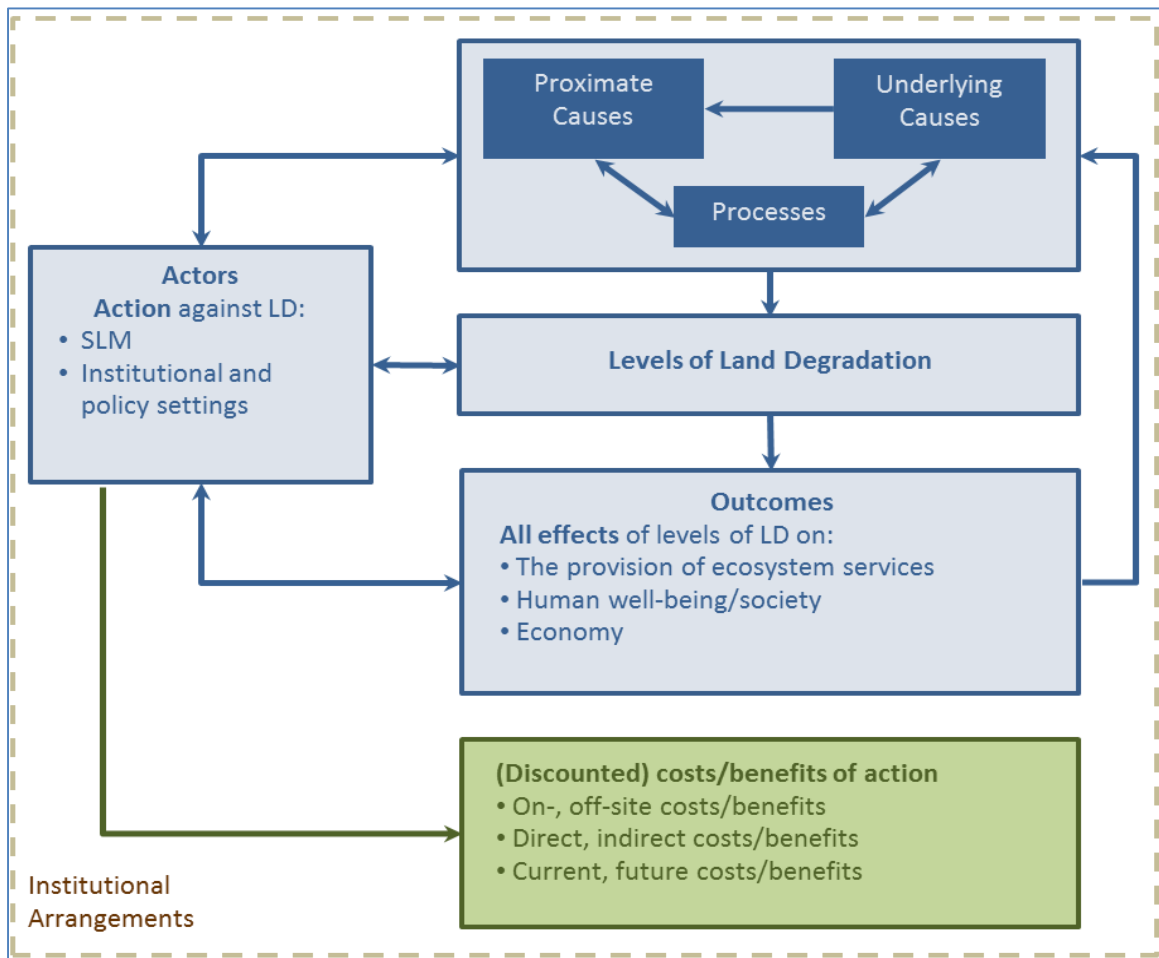 Proximate
Causes
Underlying
Causes
Processes
Actors
Action against LD:
• SLM
• Institutional and
policy settings
Levels of Land Degradation
Outcomes
All effects of levels of LD on:
• The provision of ecosystem services
• Human well-being/society
• Economy
(Discounted) costs/benefits of action
• On-, off-site costs/benefits
• Direct, indirect costs/benefits
• Current, future costs/benefits
Institutional
Arrangements